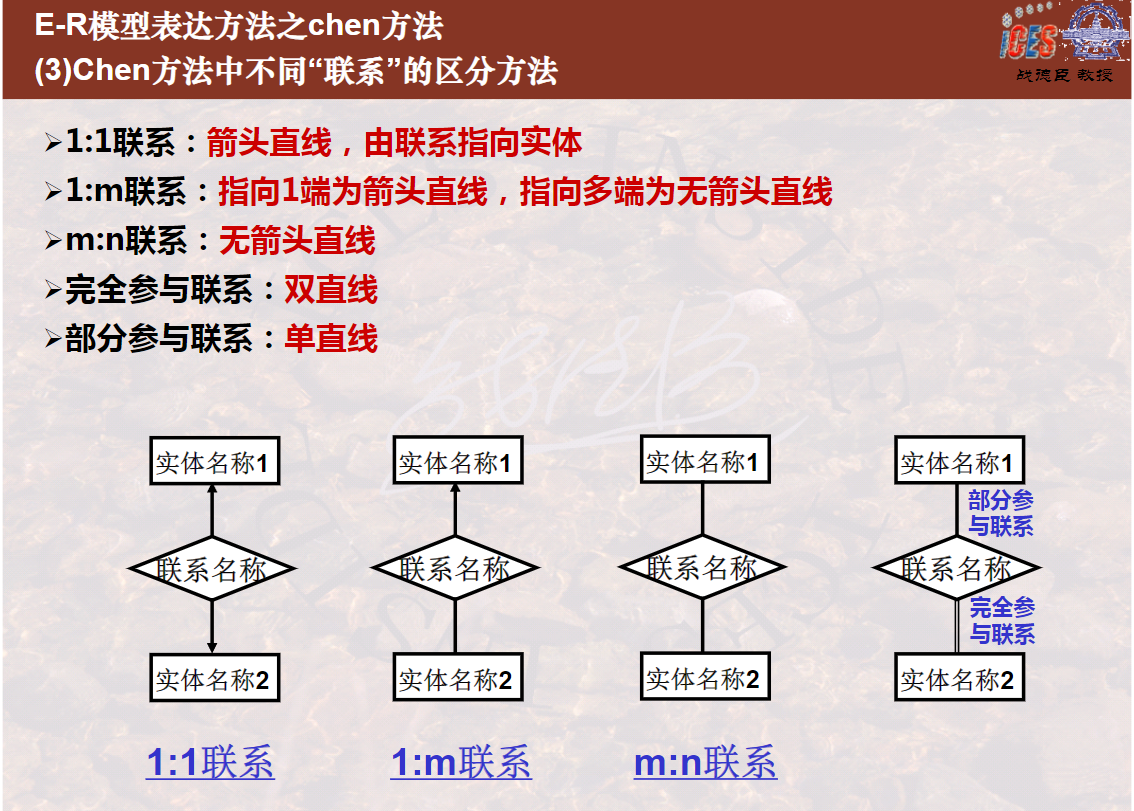 E-R模型表达方法之chen方法
(3)Chen方法中不同“联系”的区分方法
iCES
战德臣 教授
➢1:1联系：箭头直线，由联系指向实体
➢1:m联系：指向1端为箭头直线，指向多端为无箭头直线
➢m:n联系：无箭头直线
➢完全参与联系：双直线
➢部分参与联系：单直线
实体名称1
实体名称1
实体名称1
实体名称1
部分参
与联系
联系名称
联系名称
联系名称
联系名称
完全参
与联系
实体名称2
实体名称2
实体名称2
实体名称2
1:1联系
1:m联系
m:n联系